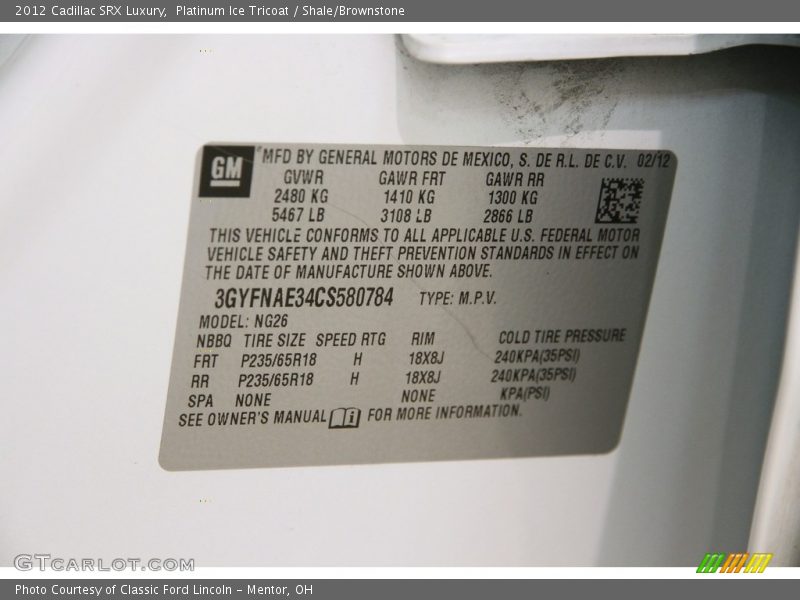 2012 Cadillac SRX Luxury, Platinum Ice Tricoat / Shale/Brownstone
GM
MFD BY GENERAL MOTORS DE MEXICO, S. DE R.L. DE C.V. 02/12
GVWR GAWR FRT GAWR RR
2480 KG 1410 KG 1300 KG
5467 LB 3108 LB 2866 LB
THIS VEHICLE CONFORMS TO ALL APPLICABLE U.S. FEDERAL MOTOR
VEHICLE SAFETY AND THEFT PREVENTION STANDARDS IN EFFECT ON
THE DATE OF MANUFACTURE SHOWN ABOVE.
3GYFNAE34CS580784 TYPE: M.P.V.
MODEL: NG26
NBBQ TIRE SIZE SPEED RTG RIM COLD TIRE PRESSURE
FRT P235/65R18 H 18X8J 240KPA(35PSI)
RR P235/65R18 H 18X8J 240KPA(35PSI)
SPA NONE NONE KPA(PSI)
SEE OWNER'S MANUAL i FOR MORE INFORMATION.
GTCARLOT.COM
Photo Courtesy of Classic Ford Lincoln - Mentor, OH